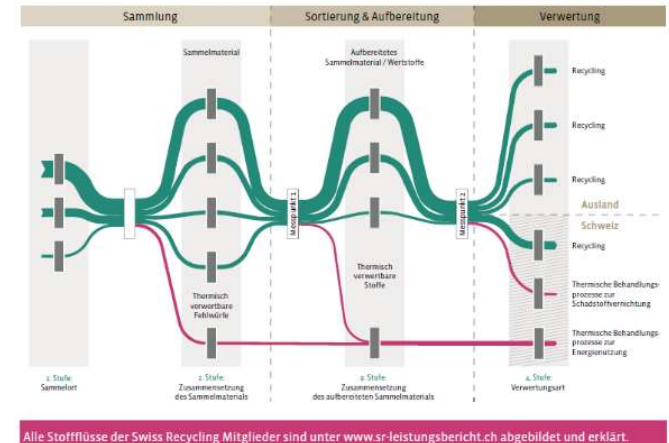 Sammlung
Sortierung & Aufbereitung
Verwertung
Sammelmaterial
Aufbereitetes
Sammelmaterial / Wertstoffe
Recycling
Recycling
Recycling
Ausland
Schweiz
Recycling
Messpunkt 1
Messpunkt 2
Thermisch
verwertbare
Fehlwürfe
Thermisch
verwertbare
Stoffe
Thermische Behandlungs-
prozesse zur
Schadstoffvernichtung
Thermische Behandlungs-
prozesse zur
Energienutzung
1. Stufe:
Sammelort
2. Stufe:
Zusammensetzung
des Sammelmaterials
3. Stufe:
Zusammensetzung
des aufbereiteten Sammelmaterials
4. Stufe:
Verwertungsart
Alle Stoffflüsse der Swiss Recycling Mitglieder sind unter www.sr-leistungsbericht.ch abgebildet und erklärt.